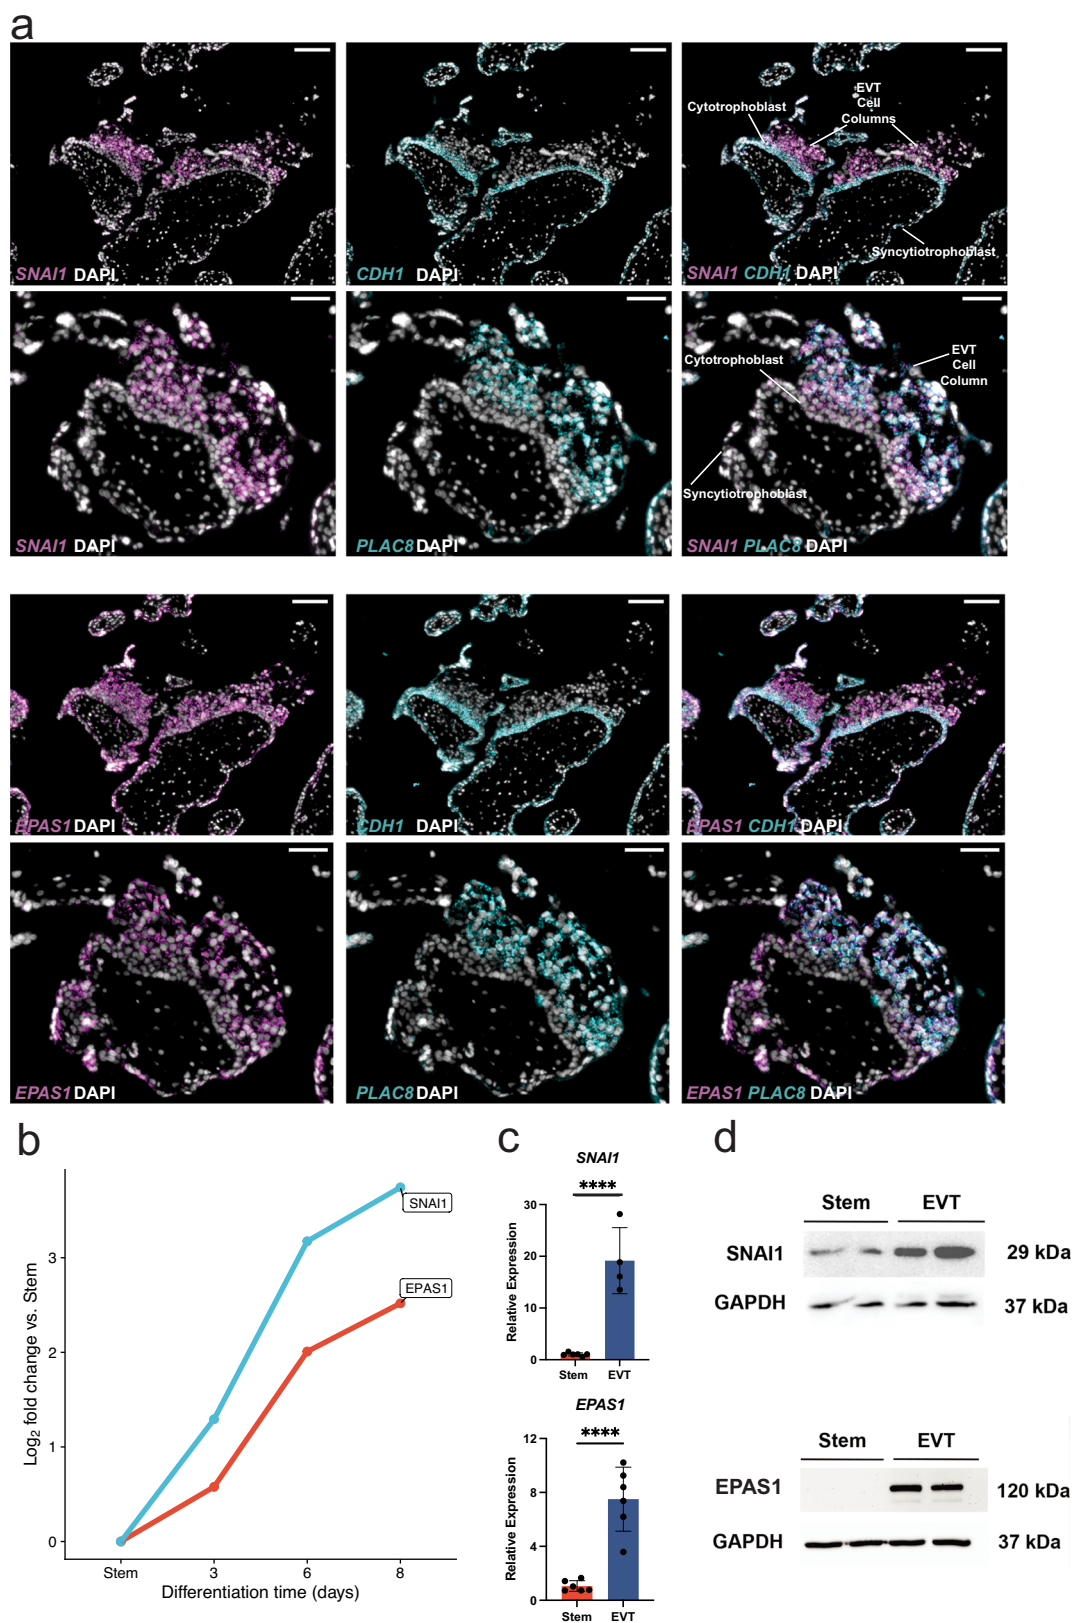 a
Cytotrophoblast
EVT
Cell
Columns
Syncytiotrophoblast
SNAI1 DAPI
CDH1 DAPI
SNAI1 CDH1 DAPI
Cytotrophoblast
EVT
Cell
Column
Syncytiotrophoblast
SNAI1 DAPI
PLAC8 DAPI
SNAI1 PLAC8 DAPI
EPAS1 DAPI
CDH1 DAPI
EPAS1 CDH1 DAPI
EPAS1 DAPI
PLAC8 DAPI
EPAS1 PLAC8 DAPI
b
Log2 fold change vs. Stem
3
2
1
0
SNAI1
EPAS1
Stem 3 6 8
Differentiation time (days)
c
SNAI1
****
Relative Expression
30
20
10
0
Stem EVT
EPAS1
****
Relative Expression
12
8
4
0
Stem EVT
d
Stem EVT
SNAI1 29 kDa
GAPDH 37 kDa
Stem EVT
EPAS1 120 kDa
GAPDH 37 kDa